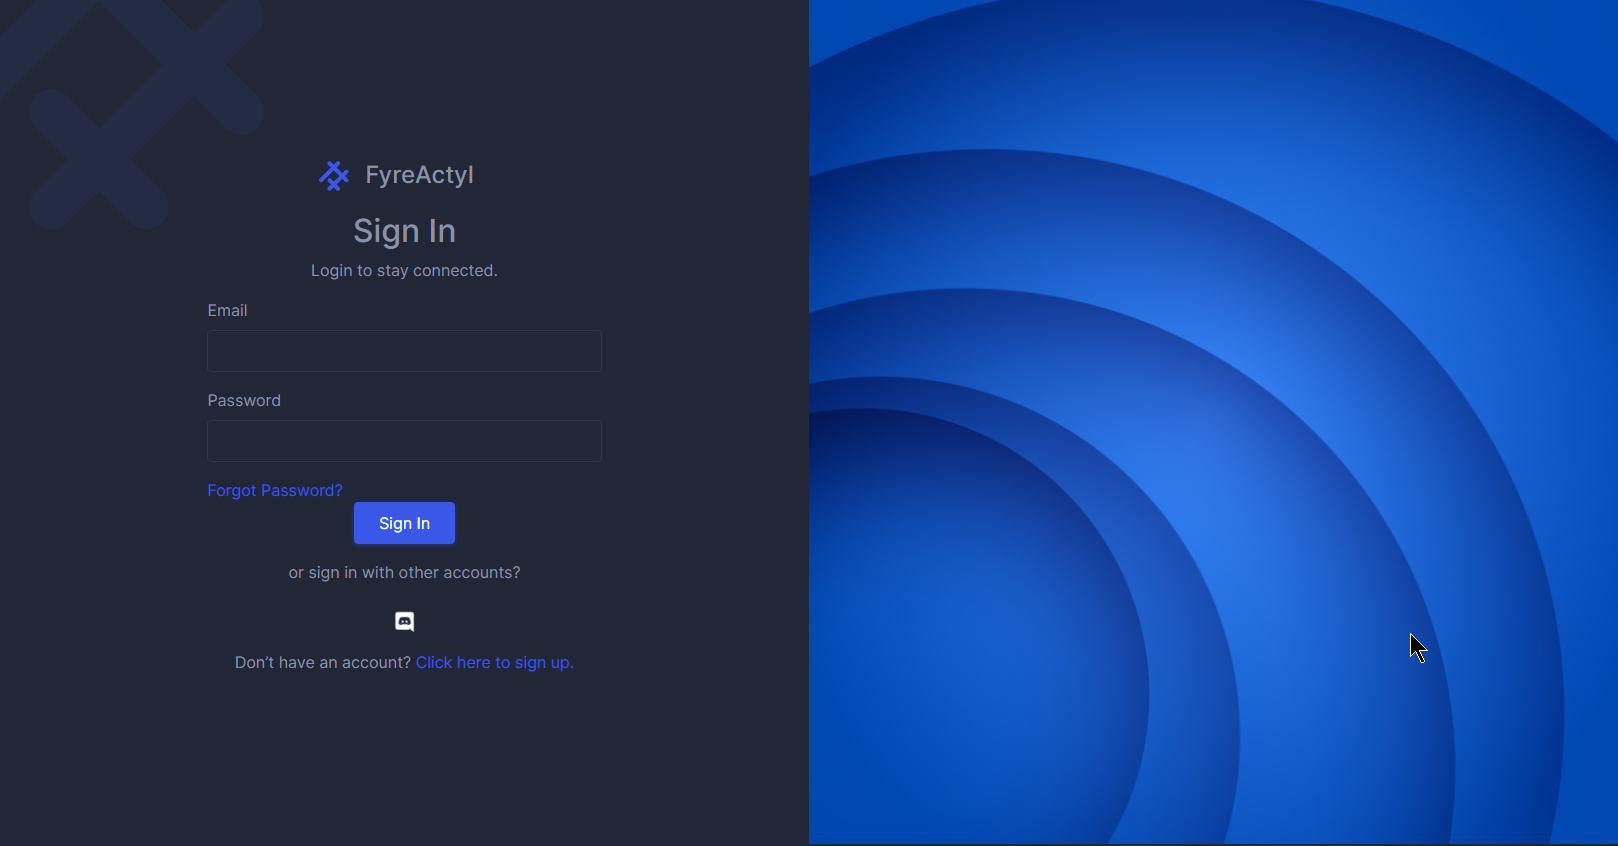 FyreActyl
Sign In
Login to stay connected.
Email
Password
Forgot Password?
Sign In
or sign in with other accounts?
Don’t have an account? Click here to sign up.